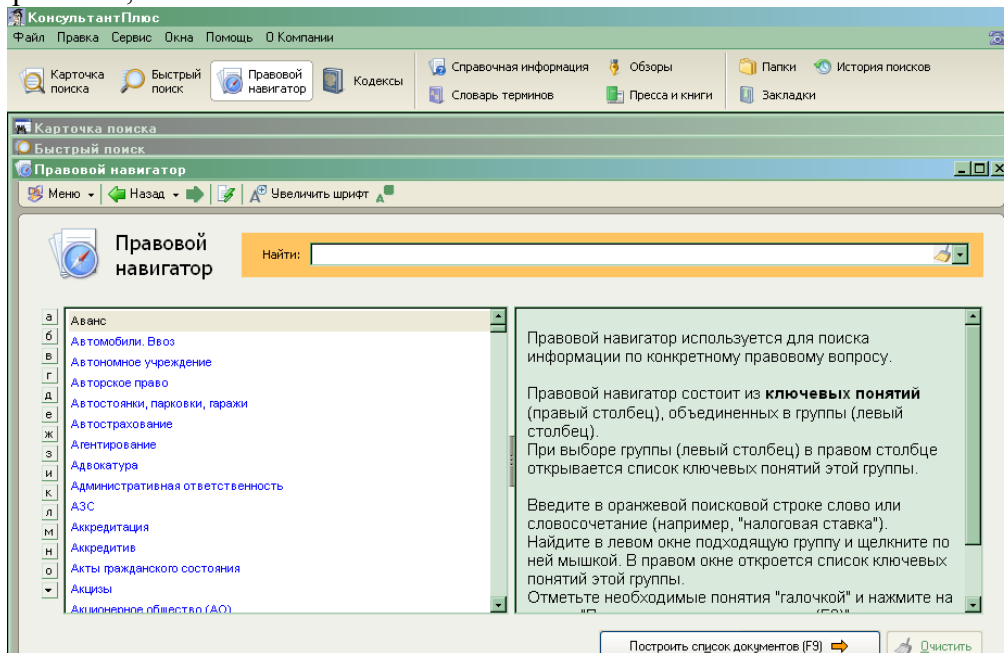 КонсультантПлюс
Файл Правка Сервис Окна Помощь О Компании
Карточка поиска Быстрый поиск Правовой навигатор Кодексы Справочная информация Обзоры Папки История поисков
Словарь терминов Пресса и книги Закладки
Карточка поиска
Быстрый поиск
Правовой навигатор
Меню Назад Увеличить шрифт
Правовой навигатор
Найти:
а
б
в
г
д
е
ж
з
и
к
л
м
н
о
Аванс
Автомобили. Ввоз
Автономное учреждение
Авторское право
Автостоянки, парковки, гаражи
Автострахование
Агентирование
Адвокатура
Административная ответственность
АЗС
Аккредитация
Аккредитив
Акты гражданского состояния
Акцизы
Акционерное общество (АО)
Правовой навигатор используется для поиска
информации по конкретному правовому вопросу.
Правовой навигатор состоит из ключевых понятий
(правый столбец), объединенных в группы (левый
столбец).
При выборе группы (левый столбец) в правом столбце
открывается список ключевых понятий этой группы.
Введите в оранжевой поисковой строке слово или
словосочетание (например, "налоговая ставка").
Найдите в левом окне подходящую группу и щелкните по
ней мышкой. В правом окне откроется список ключевых
понятий этой группы.
Отметьте необходимые понятия "галочкой" и нажмите на
Построить список документов (F9)
Очистить